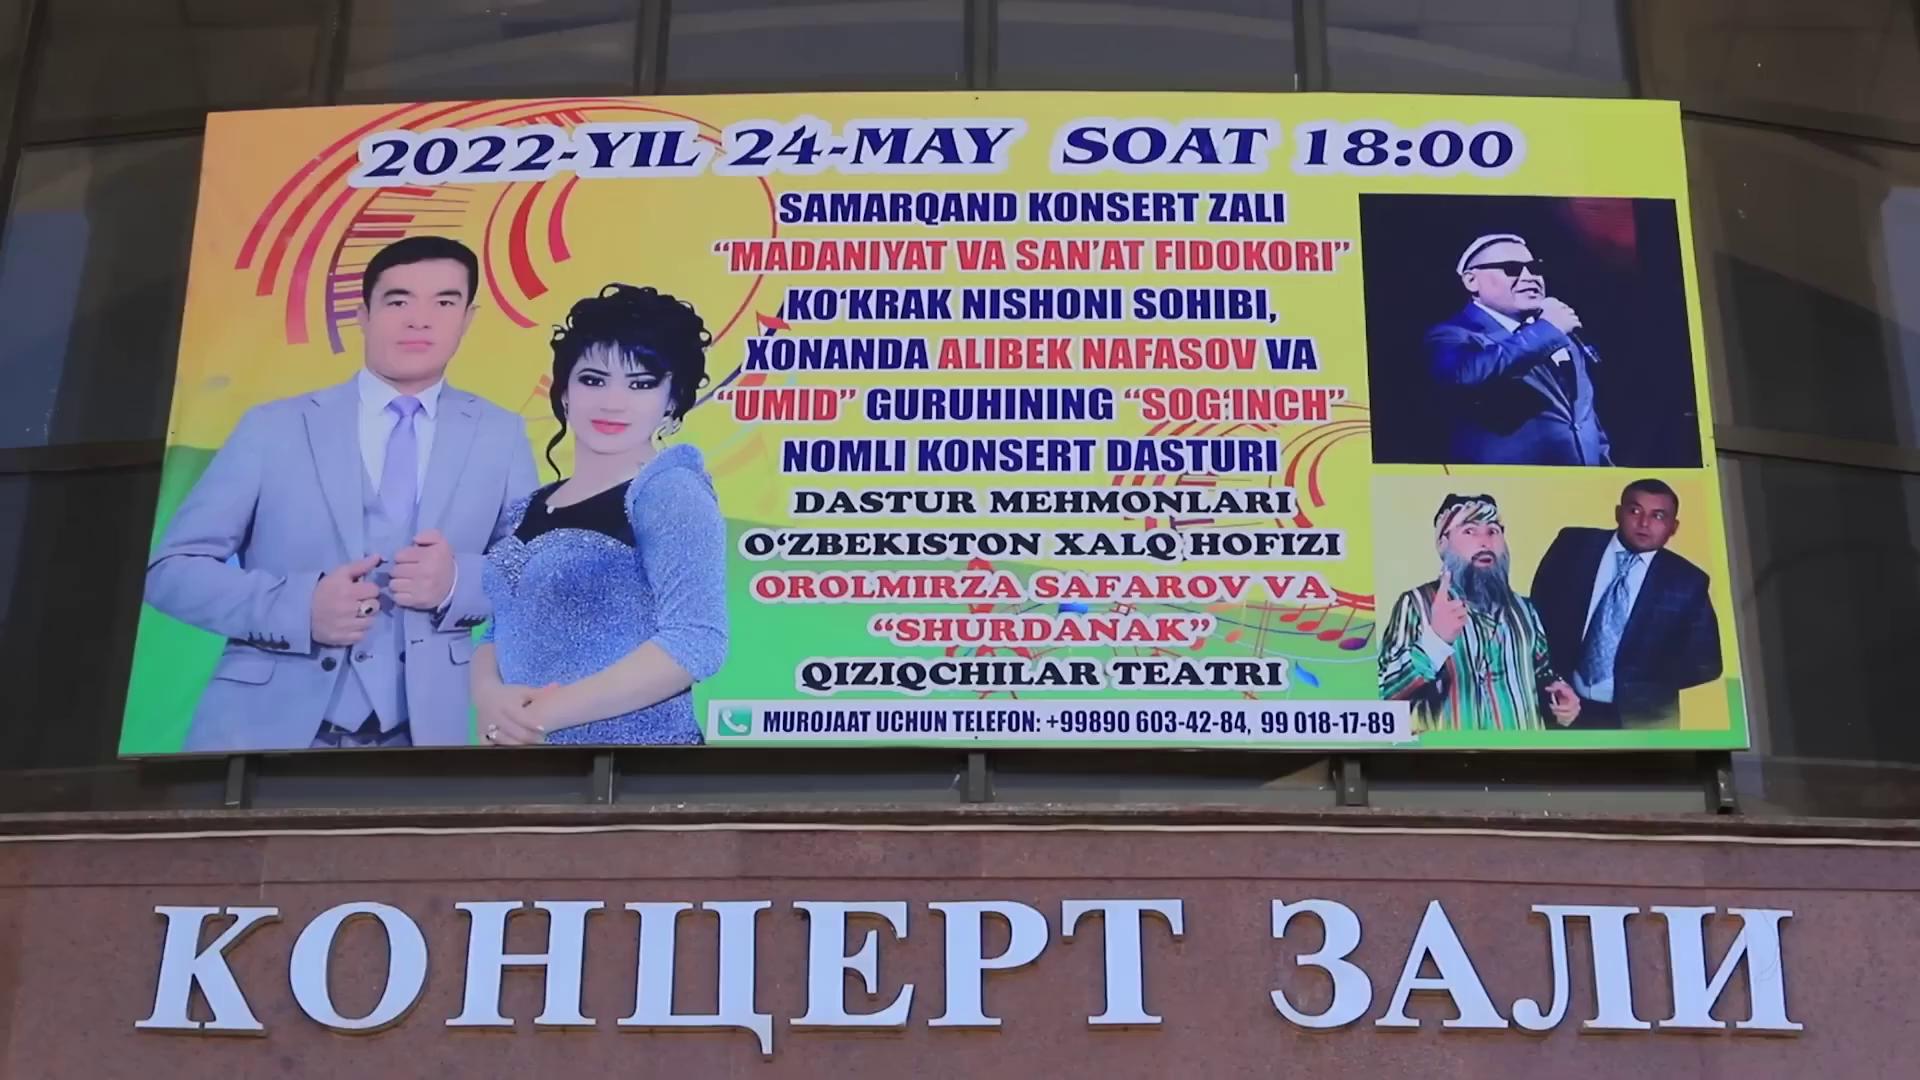 2022-YIL 24-MAY SOAT 18:00
SAMARQAND KONSERT ZALI
“MADANIYAT VA SAN’AT FIDOKORI”
KO‘KRAK NISHONI SOHIBI,
XONANDA ALIBEK NAFASOV VA
“UMID” GURUHINING “SOG‘INCH”
NOMLI KONSERT DASTURI
DASTUR MEHMONLARI
O‘ZBEKISTON XALQ HOFIZI
OROLMIRZA SAFAROV VA
“SHURDANAK”
QIZIQCHILAR TEATRI
MUROJAAT UCHUN TELEFON: +99890 603-42-84, 99 018-17-89
КОНЦЕРТ ЗАЛИ